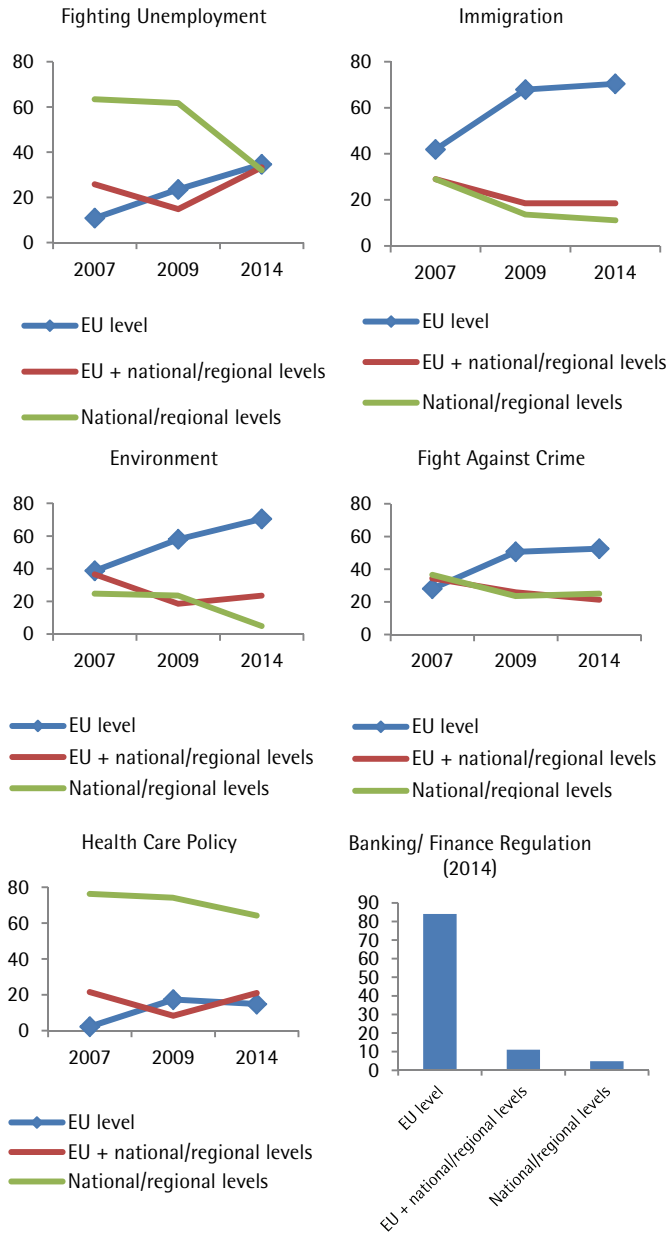 Fighting Unemployment
80
60
40
20
0
2007 2009 2014
EU level
EU + national/regional levels
National/regional levels
Immigration
80
60
40
20
0
2007 2009 2014
EU level
EU + national/regional levels
National/regional levels
Environment
80
60
40
20
0
2007 2009 2014
EU level
EU + national/regional levels
National/regional levels
Fight Against Crime
80
60
40
20
0
2007 2009 2014
EU level
EU + national/regional levels
National/regional levels
Health Care Policy
80
60
40
20
0
2007 2009 2014
EU level
EU + national/regional levels
National/regional levels
Banking/ Finance Regulation
(2014)
90
80
70
60
50
40
30
20
10
0
EU level
EU + national/regional levels
National/regional levels